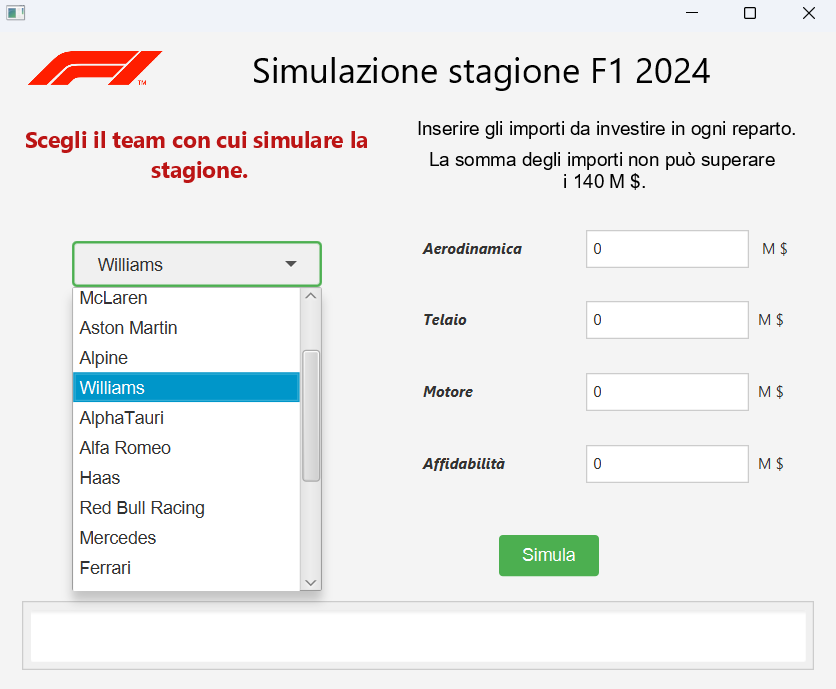 Simulazione stagione F1 2024
Scegli il team con cui simulare la
stagione.
Inserire gli importi da investire in ogni reparto.
La somma degli importi non può superare
i 140 M $.
Williams
McLaren
Aston Martin
Alpine
Williams
AlphaTauri
Alfa Romeo
Haas
Red Bull Racing
Mercedes
Ferrari
Aerodinamica 0 M $
Telaio 0 M $
Motore 0 M $
Affidabilità 0 M $
Simula